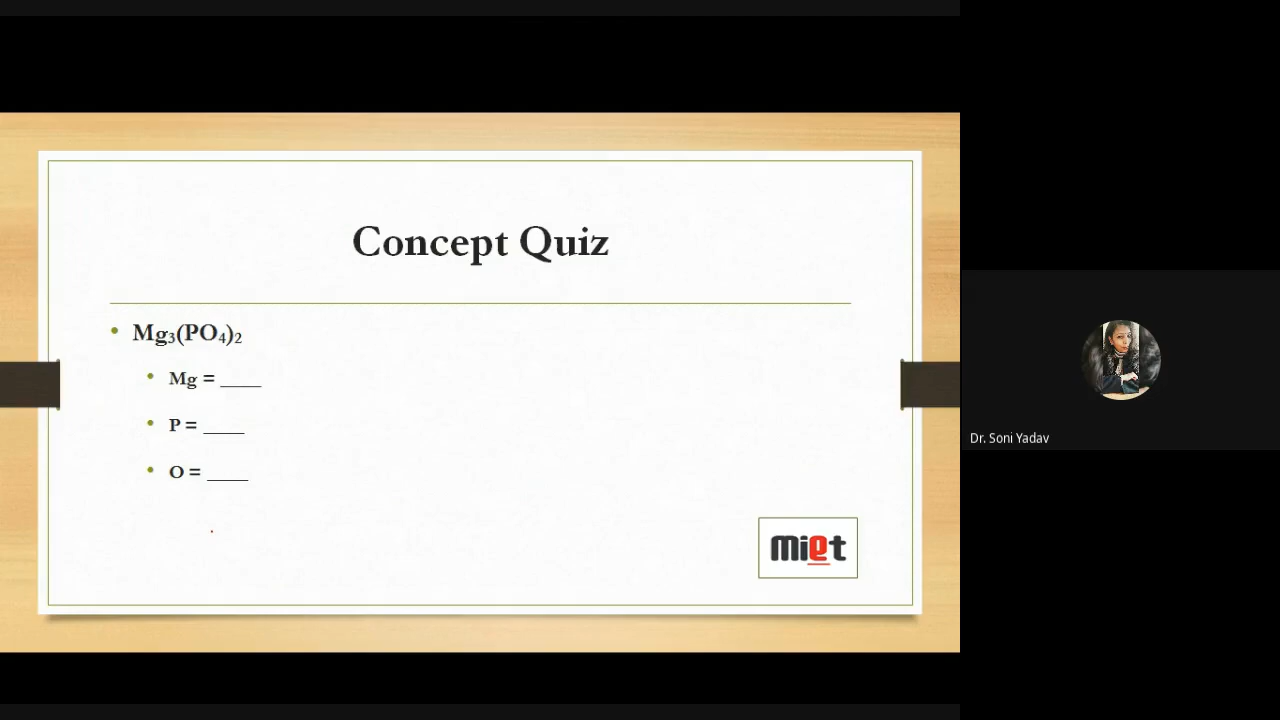 Concept Quiz
• Mg₃(PO₄)₂
• Mg = ____
• P = ____
• O = ____
miet
Dr. Soni Yadav